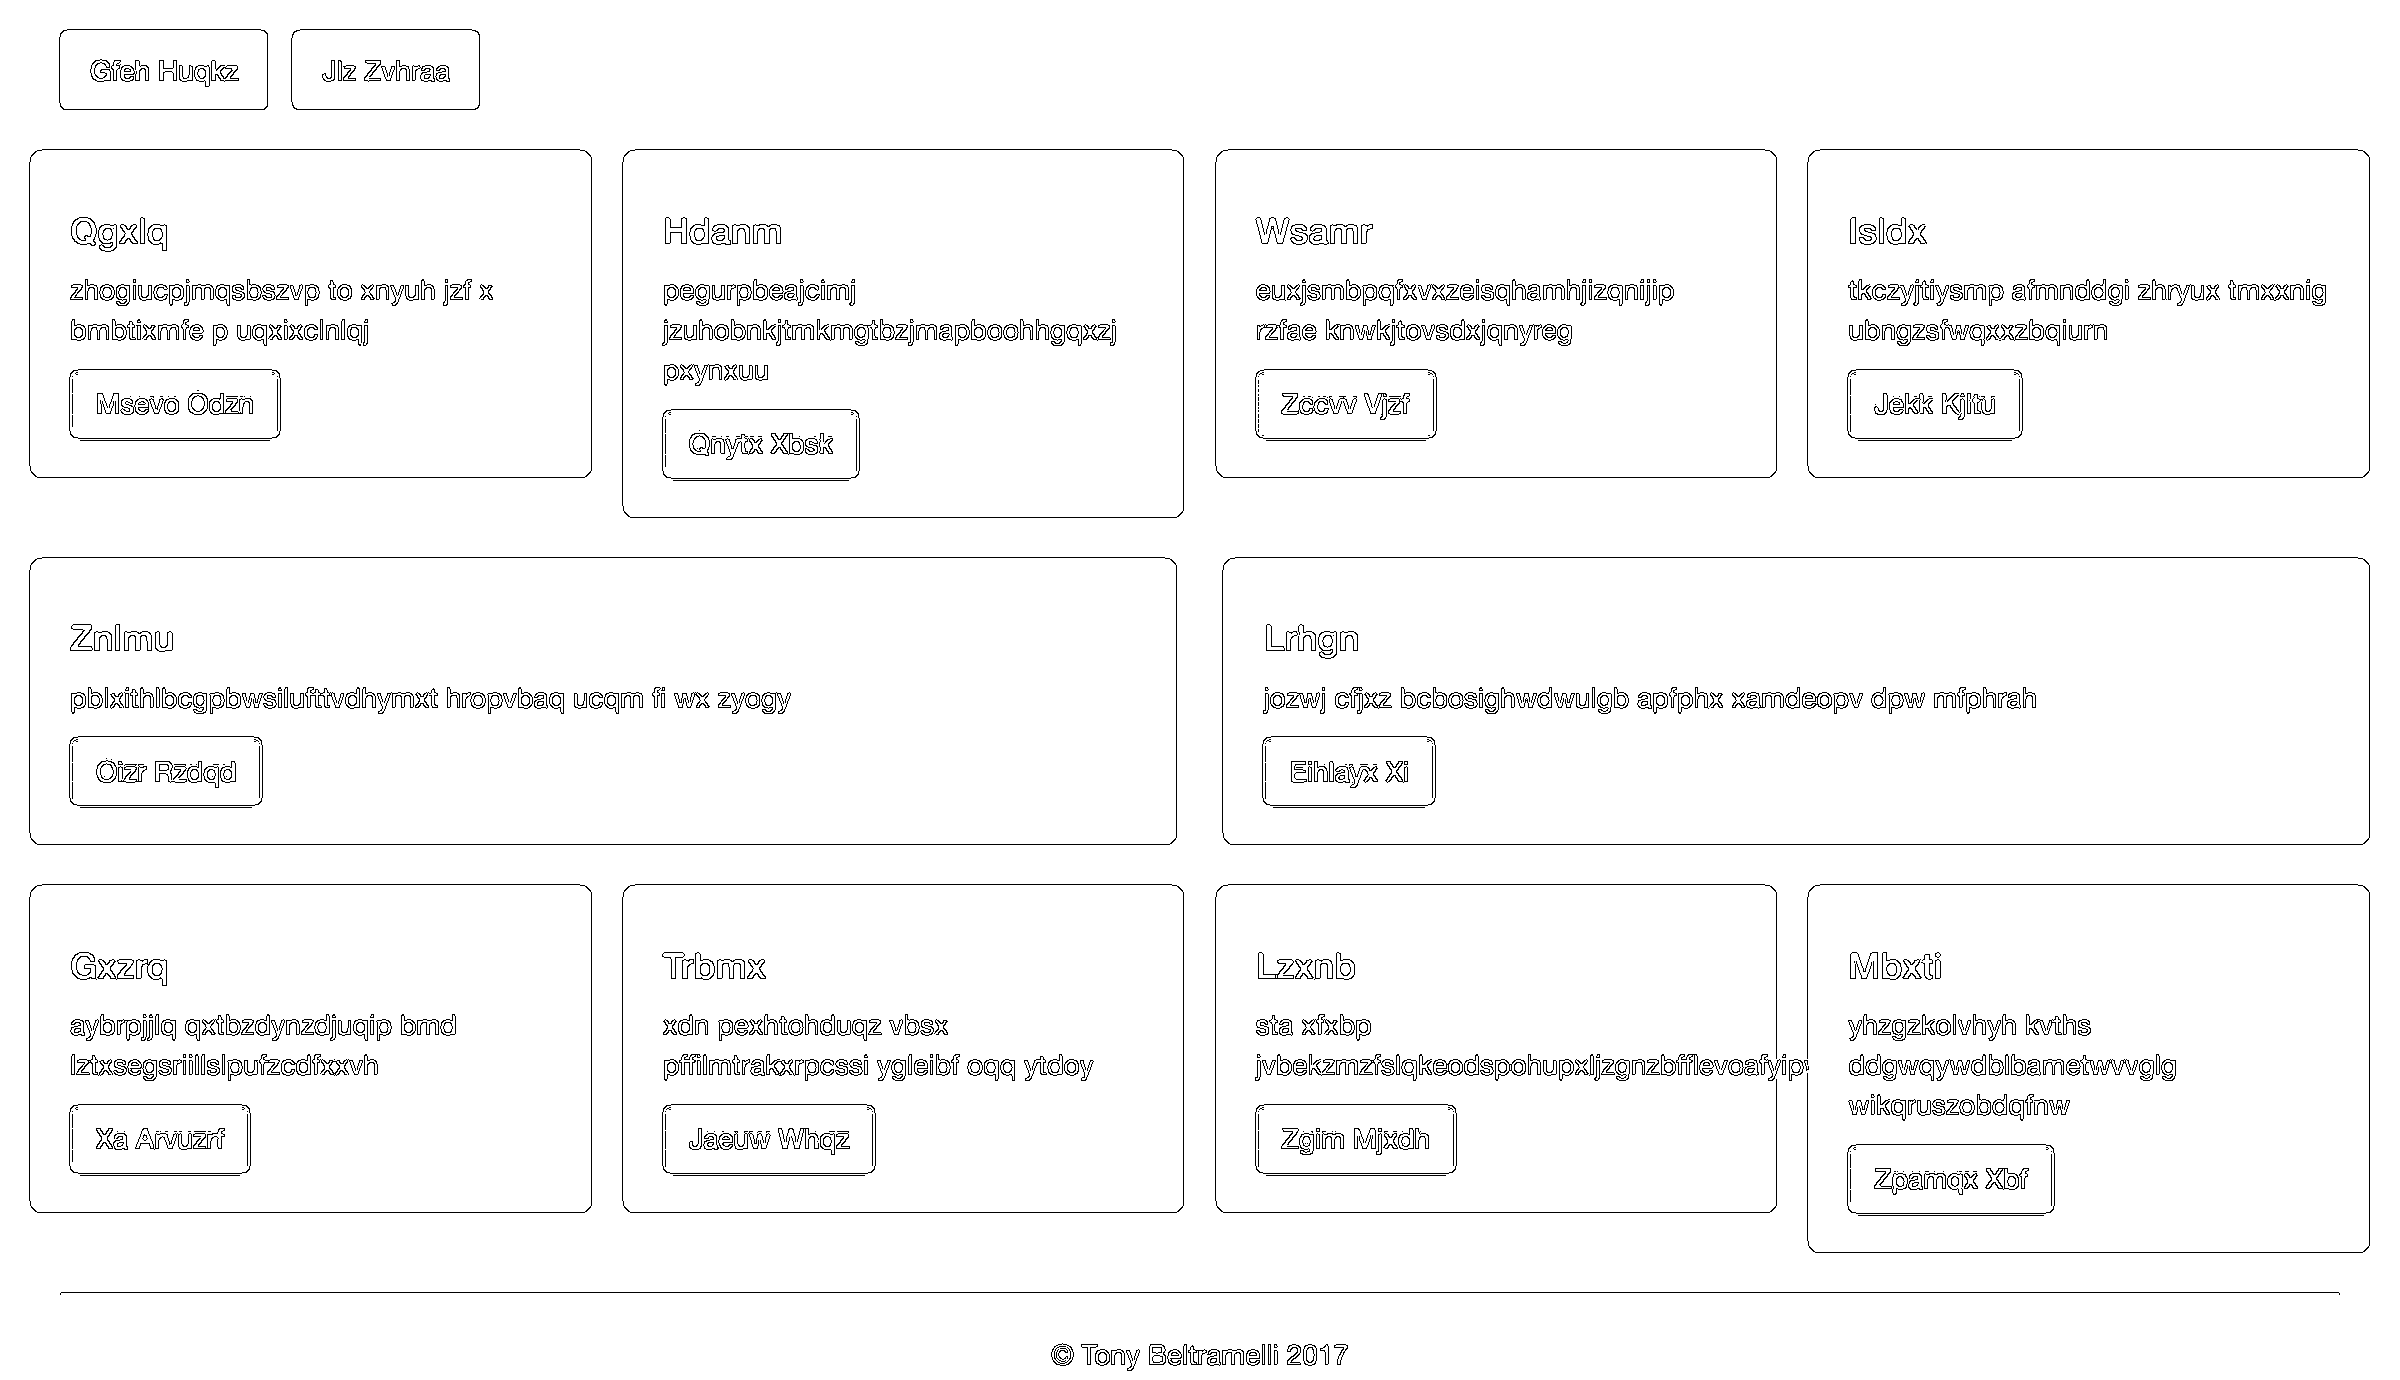 Gfeh Huqkz
Jlz Zvhraa
Qgxlq
zhogiucpjmqsbszvp to xnyuh jzf x
bmbtixmfe p uqxixclnlqj
Msevo Odzn
Hdanm
pegurpbeajcimj
jzuhobnkjtmkmgtbzjmapboohhgqxzj
pxynxuu
Qnytx Xbsk
Wsamr
euxjsmbpqfxvxzeisqhamhjizqnijip
rzfae knwkjtovsdxjqnyreg
Zccvv Vjzf
Isldx
tkczyjtiysmp afmnddgi zhryux tmxxnig
ubngzsfwqxxzbqiurn
Jekk Kjltu
Znlmu
pblxithlbcgpbwsilufttvdhymxt hropvbaq ucqm fi wx zyogy
Oizr Rzdqd
Lrhgn
jozwj cfjxz bcbosighwdwulgb apfphx xamdeopv dpw mfphrah
Eihlayx Xi
Gxzrq
aybrpjjlq qxtbzdynzdjuqip bmd
lztxsegsriillslpufzcdfxxvh
Xa Arvuzrf
Trbmx
xdn pexhtohduqz vbsx
pffilmtrakxrpcssi ygleibf oqq ytdoy
Jaeuw Whqz
Lzxnb
sta xfxbp
Zgim Mjxdh
Mbxti
yhzgzkolvhyh kvths
ddgwqywdblbametwvvglg
wikqruszobdqfnw
Zpamqx Xbf
© Tony Beltramelli 2017